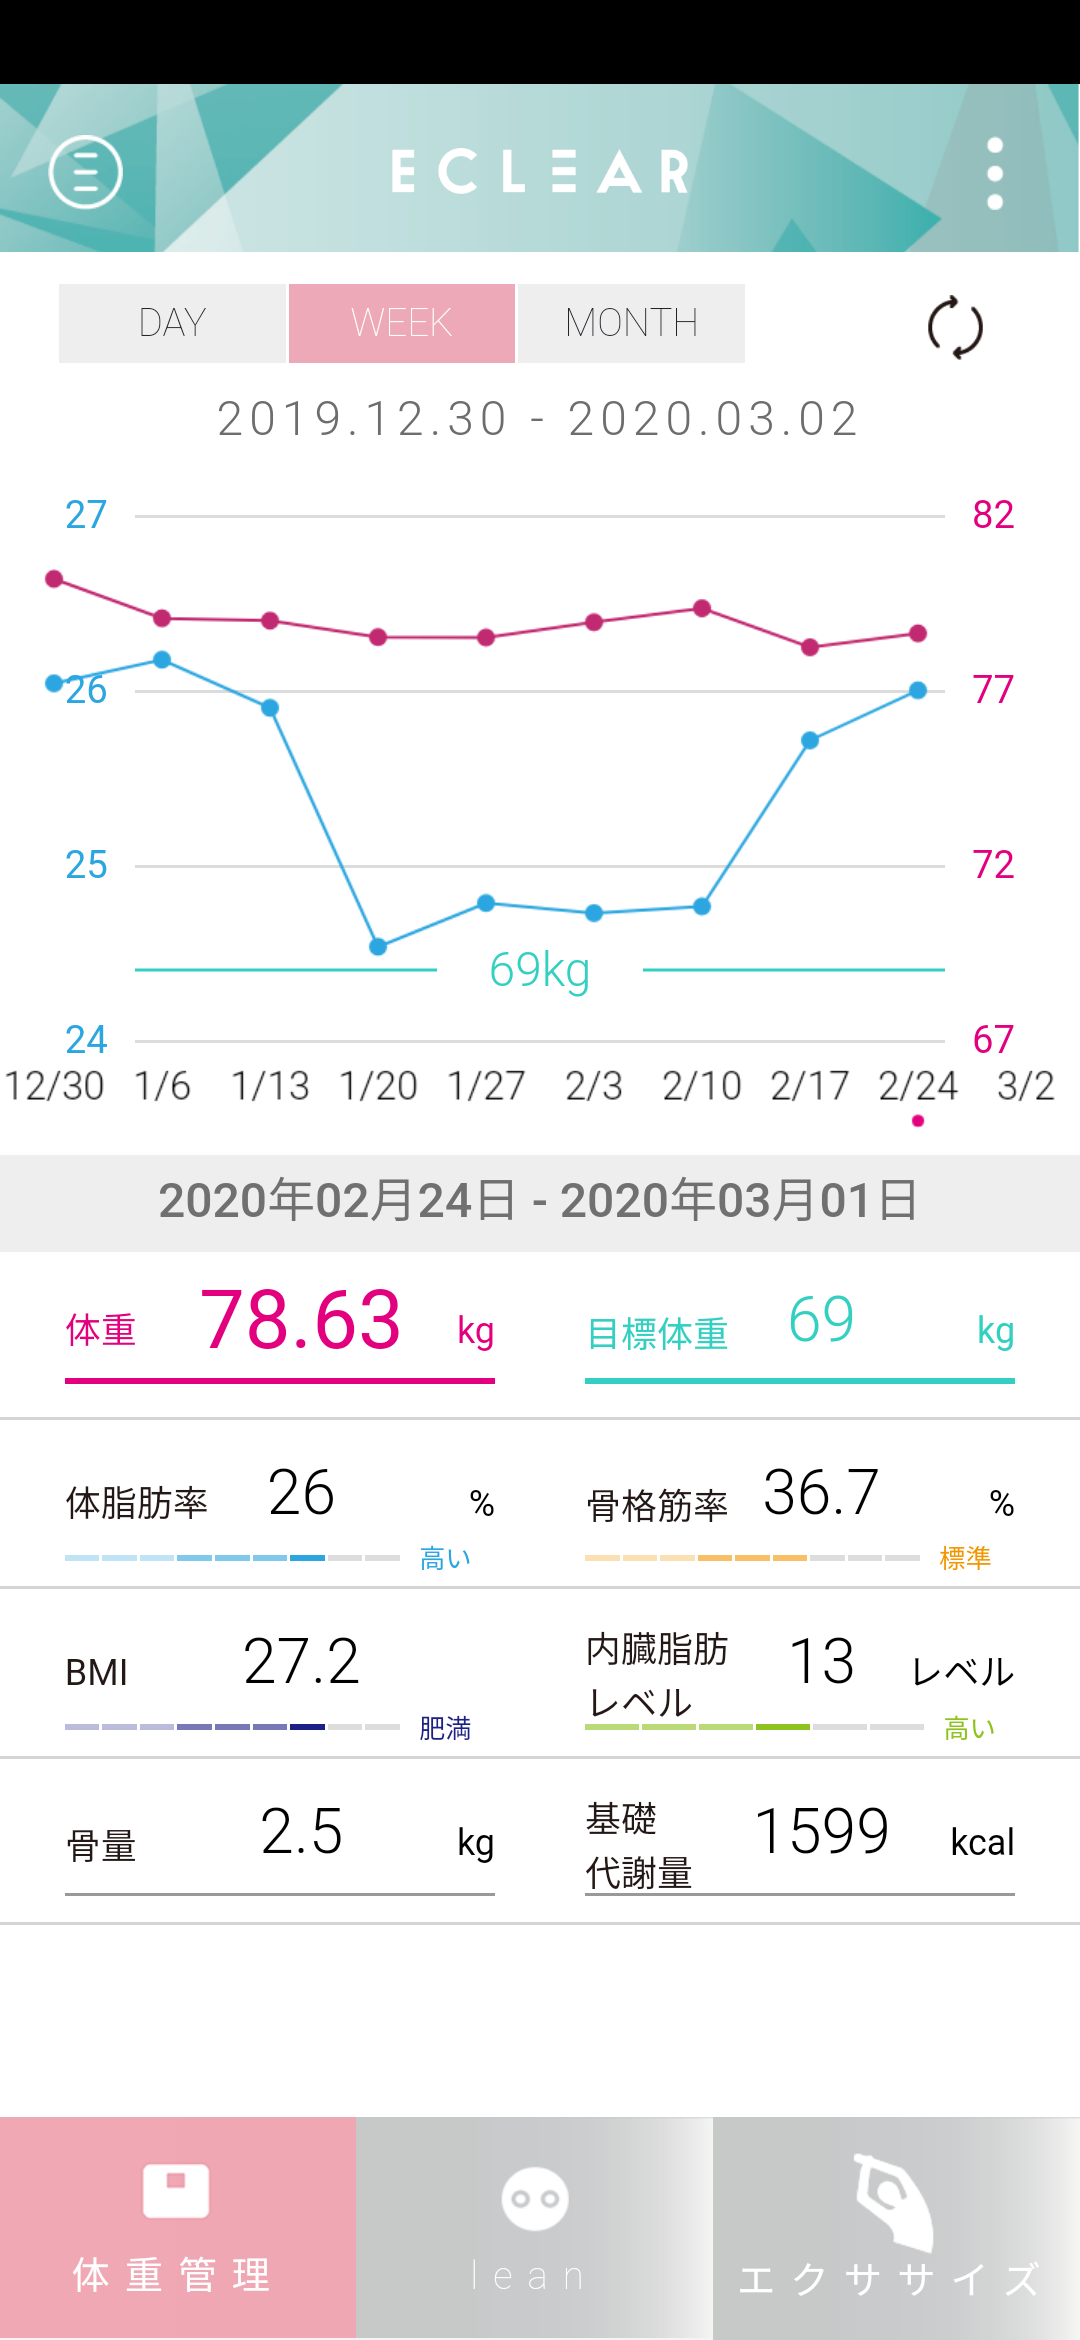 ECLEAR
DAY WEEK MONTH
2019.12.30 - 2020.03.02
27 82
26 77
25 72
69kg
24 67
12/30 1/6 1/13 1/20 1/27 2/3 2/10 2/17 2/24 3/2
2020年02月24日 - 2020年03月01日
体重 78.63 kg 目標体重 69 kg
体脂肪率 26 % 骨格筋率 36.7 %
高い 標準
BMI 27.2 内臓脂肪レベル 13 レベル
肥満 高い
骨量 2.5 kg 基礎代謝量 1599 kcal
体重管理 lean エクササイズ